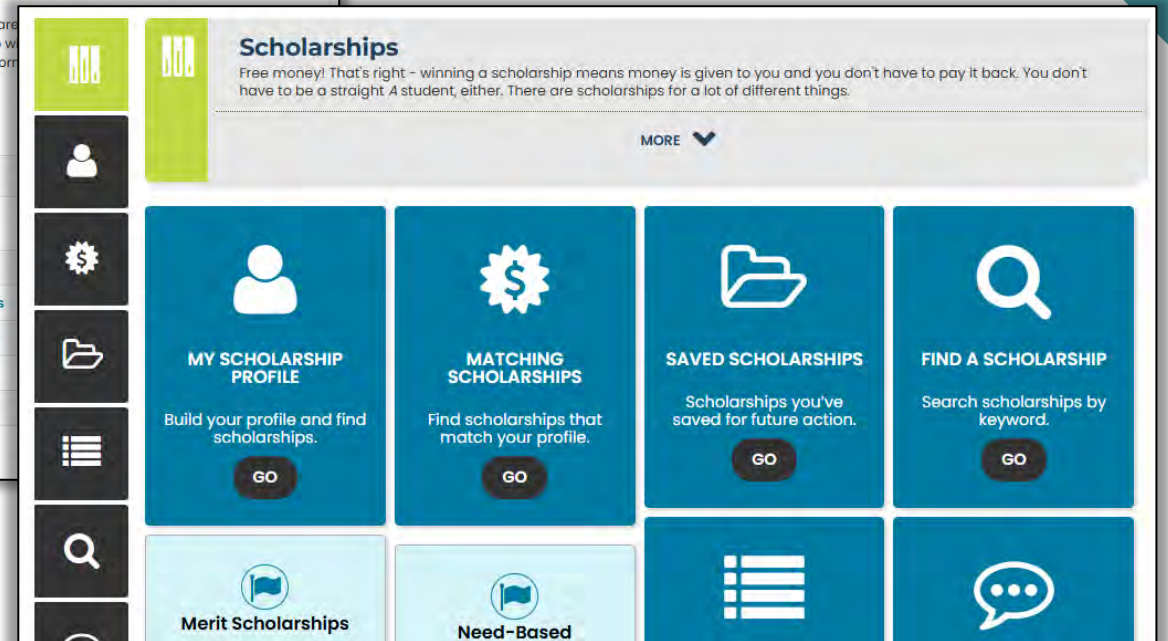 Scholarships
Free money! That's right - winning a scholarship means money is given to you and you don't have to pay it back. You don't
have to be a straight A student, either. There are scholarships for a lot of different things.
MORE
MY SCHOLARSHIP
PROFILE
Build your profile and find
scholarships.
GO
MATCHING
SCHOLARSHIPS
Find scholarships that
match your profile.
GO
SAVED SCHOLARSHIPS
Scholarships you've
saved for future action.
GO
FIND A SCHOLARSHIP
Search scholarships by
keyword.
GO
Merit Scholarships
Need-Based